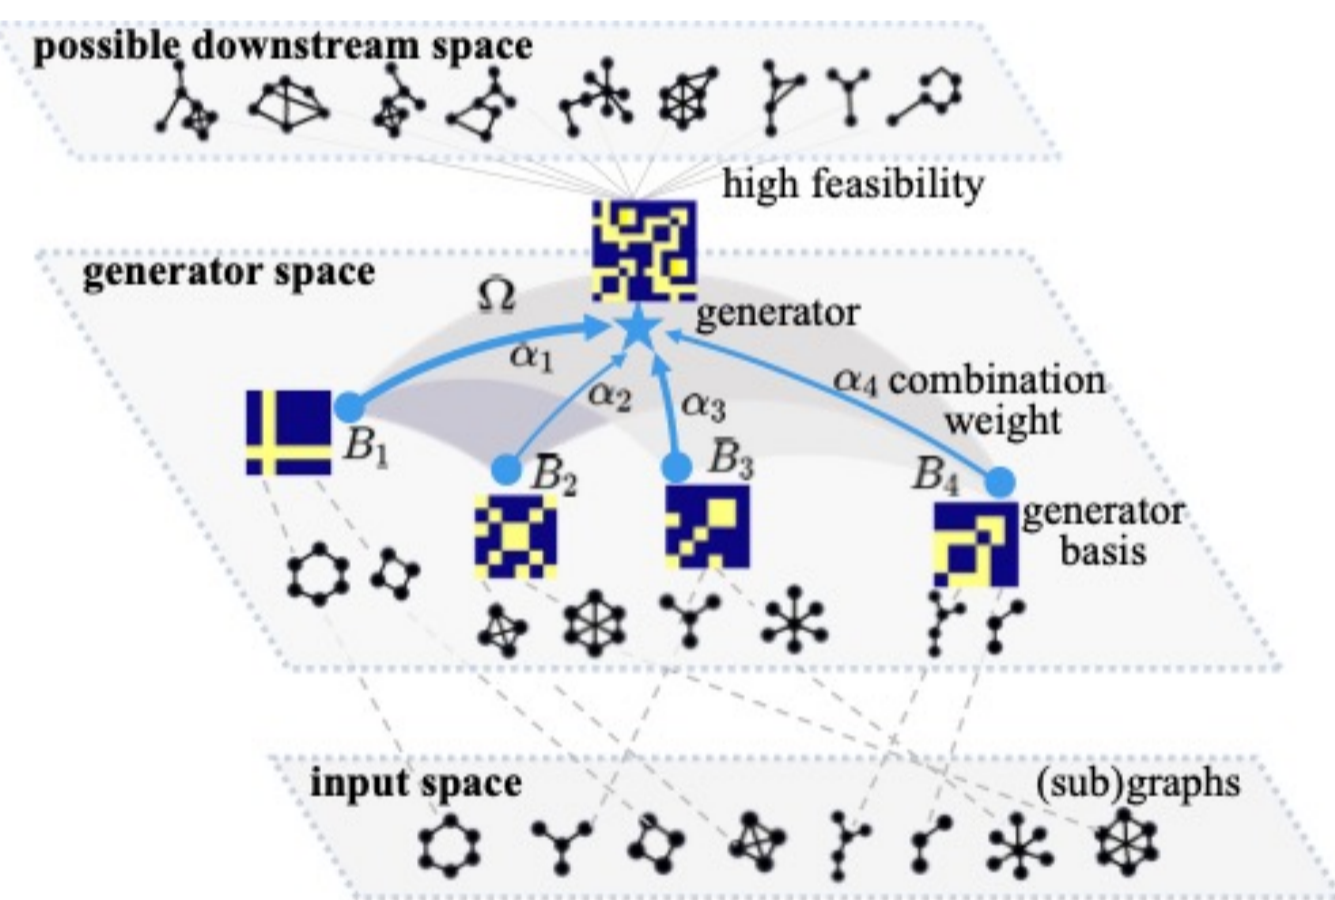 possible downstream space
high feasibility
generator space
Ω
generator
α1
α2
α3
α4 combination
weight
B1
B2
B3
B4
generator
basis
input space
(sub)graphs